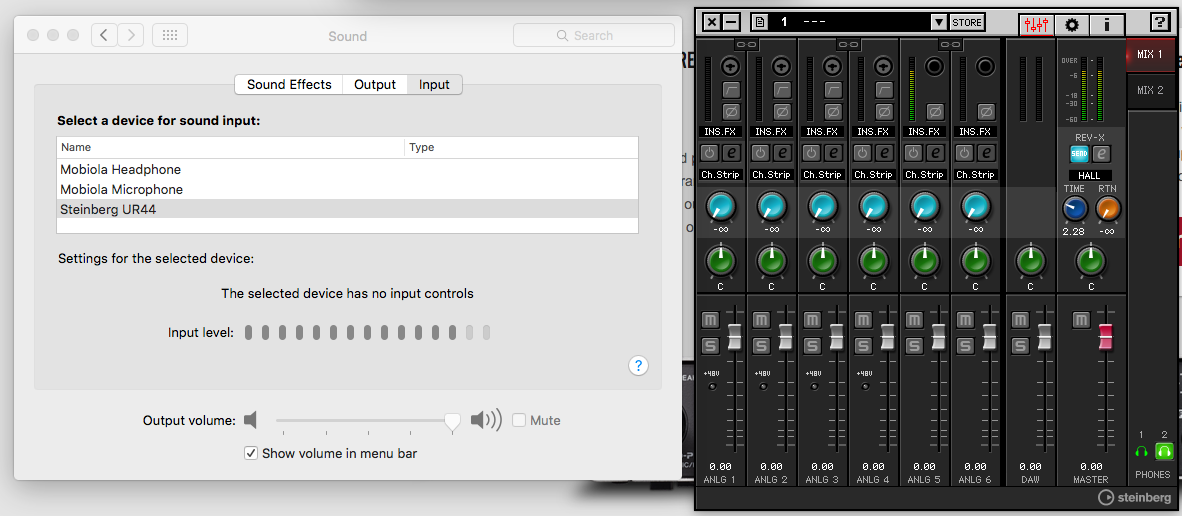 Sound
Search
Sound Effects
Output
Input
Select a device for sound input:
Name
Type
Mobiola Headphone
Mobiola Microphone
Steinberg UR44
Settings for the selected device:
The selected device has no input controls
Input level:
?
Output volume:
Mute
Show volume in menu bar
1 ---
STORE
i
?
MIX 1
MIX 2
OVER
-6
-18
-30
-60
INS.FX INS.FX INS.FX INS.FX INS.FX INS.FX
e e e e e e
Ch.Strip Ch.Strip Ch.Strip Ch.Strip Ch.Strip Ch.Strip
REV-X
SEND e
HALL
TIME RTN
-∞ -∞ -∞ -∞ -∞ -∞ 2.28 -∞
C C C C C C C C
M M M M M M M M
S S S S S S S
+48V +48V +48V +48V
1 2
PHONES
0.00 0.00 0.00 0.00 0.00 0.00 0.00 0.00
ANLG 1 ANLG 2 ANLG 3 ANLG 4 ANLG 5 ANLG 6 DAW MASTER
steinberg